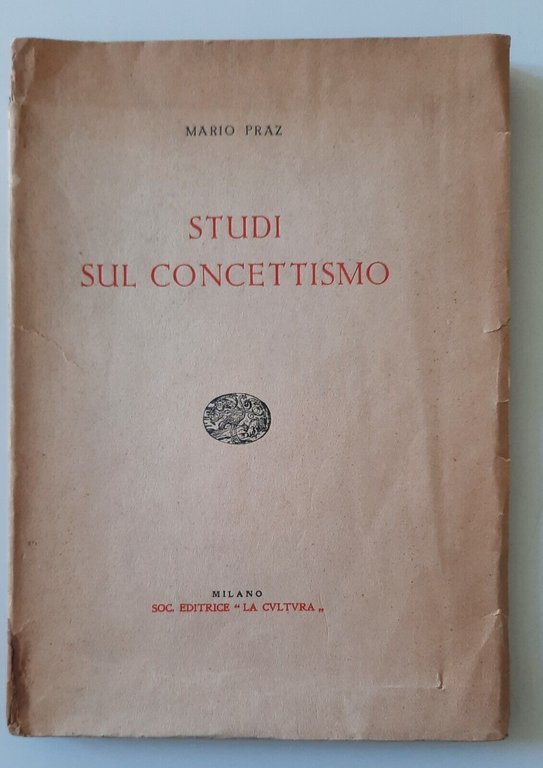 MARIO PRAZ
STUDI
SUL CONCETTISMO
MILANO
SOC. EDITRICE “ LA CVLTVRA „